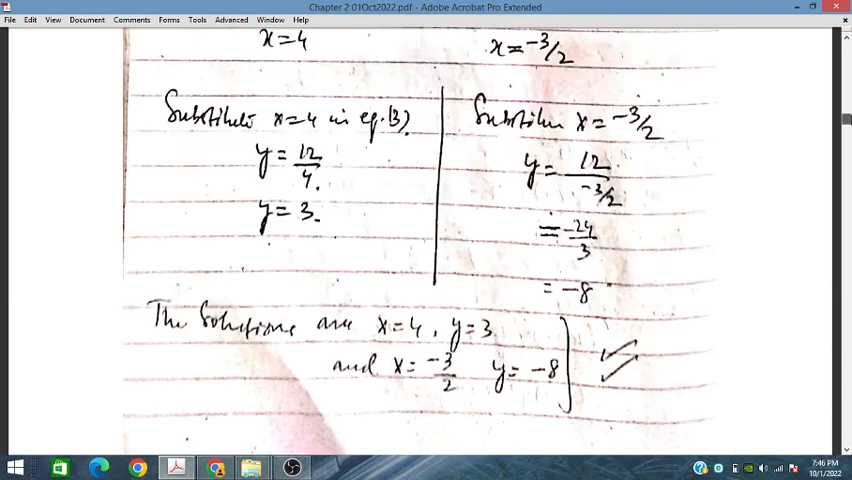 Chapter 2 01Oct2022.pdf - Adobe Acrobat Pro Extended
File Edit View Document Comments Forms Tools Advanced Window Help
x=4
x=-3/2
Substitute x=4 in eq.(3).
y = 12/4.
y = 3.
Substitu x = -3/2
y = 12/-3/2
= -24/3
= -8
The Solutions are x=4, y=3
and x= -3/2 y= -8
7:46 PM
10/1/2022